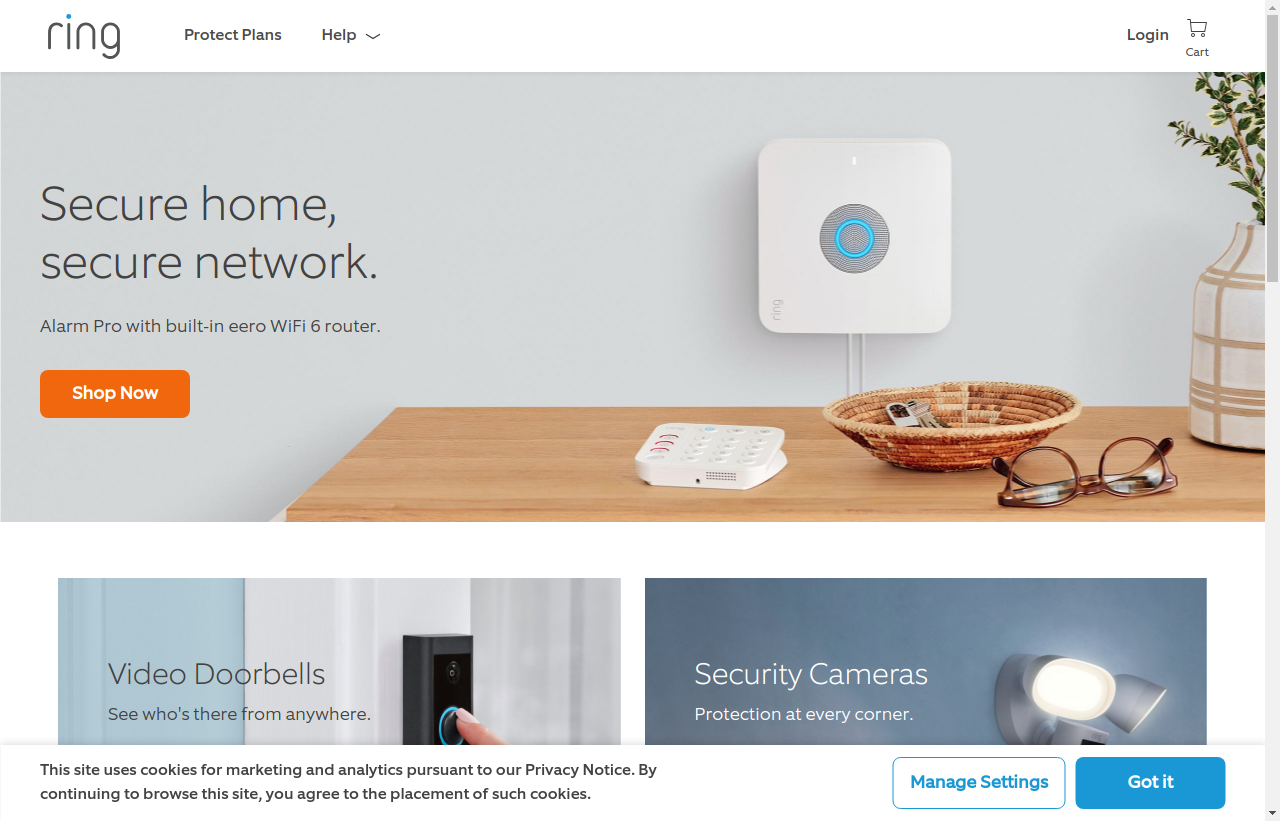 ring
Protect Plans
Help
Login
Cart
Secure home,
secure network.
Alarm Pro with built-in eero WiFi 6 router.
Shop Now
ring
Video Doorbells
See who's there from anywhere.
Security Cameras
Protection at every corner.
This site uses cookies for marketing and analytics pursuant to our Privacy Notice. By
continuing to browse this site, you agree to the placement of such cookies.
Manage Settings
Got it